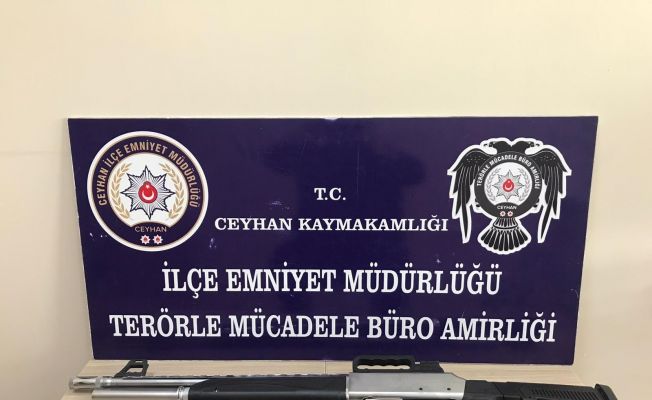 CEYHAN İLÇE EMNİYET MÜDÜRLÜĞÜ
CEYHAN
TERÖRLE MÜCADELE BÜRO AMİRLİĞİ
CEYHAN
T.C.
CEYHAN KAYMAKAMLIĞI
İLÇE EMNİYET MÜDÜRLÜĞÜ
TERÖRLE MÜCADELE BÜRO AMİRLİĞİ